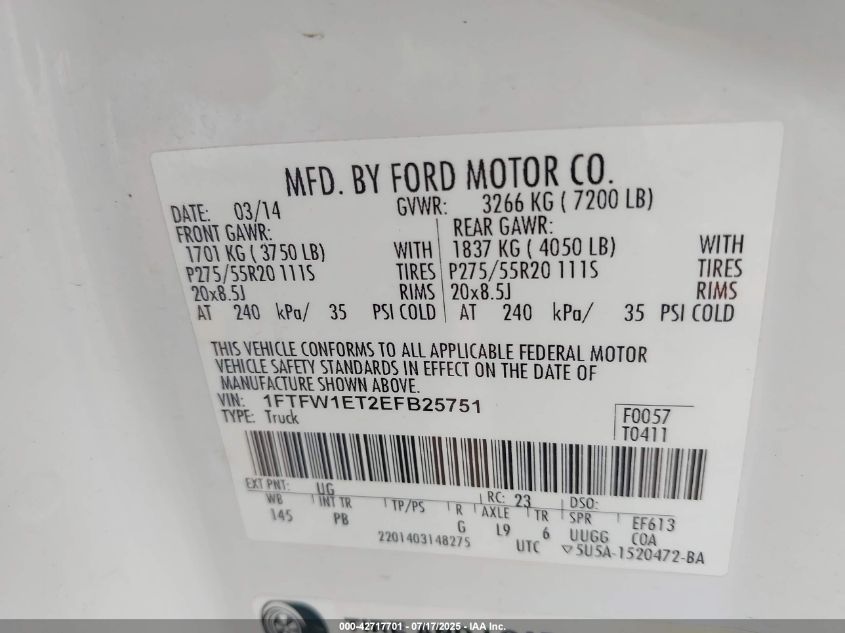 MFD. BY FORD MOTOR CO.
DATE: 03/14 GVWR: 3266 KG ( 7200 LB)
FRONT GAWR: REAR GAWR:
1701 KG ( 3750 LB) WITH 1837 KG ( 4050 LB) WITH
P275/55R20 111S TIRES P275/55R20 111S TIRES
20x8.5J RIMS 20x8.5J RIMS
AT 240 kPa/ 35 PSI COLD AT 240 kPa/ 35 PSI COLD
THIS VEHICLE CONFORMS TO ALL APPLICABLE FEDERAL MOTOR
VEHICLE SAFETY STANDARDS IN EFFECT ON THE DATE OF
MANUFACTURE SHOWN ABOVE.
VIN: 1FTFW1ET2EFB25751
TYPE: Truck
F0057
T0411
EXT PNT: UG RC: 23 DSO:
WB INT TR TP/PS R AXLE TR SPR EF613
145 PB G L9 6 UUGG COA
2201403148275 UTC ▽5U5A-1520472-BA
000-42717701 - 07/17/2025 - IAA Inc.